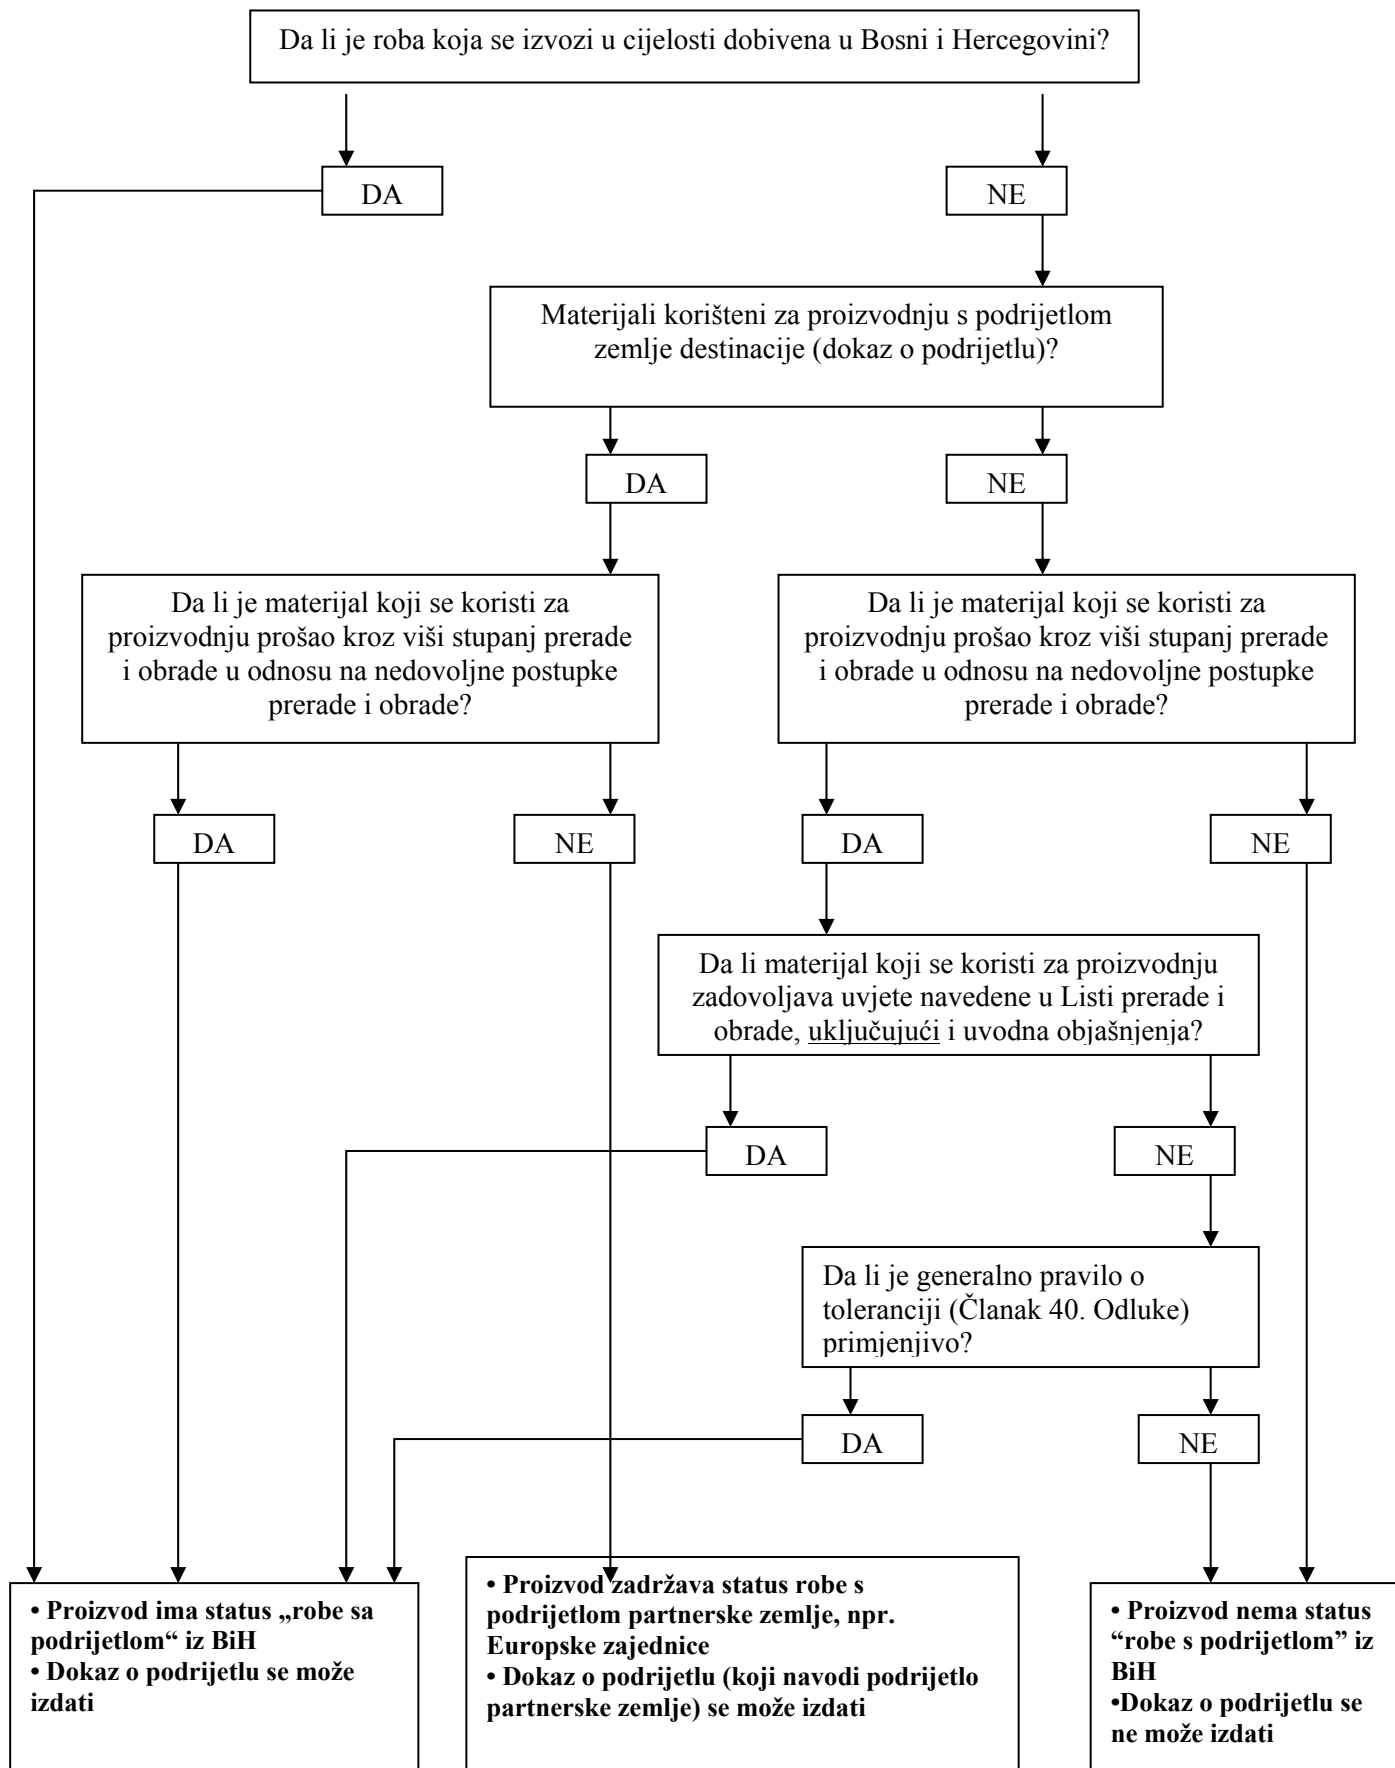 Da li je roba koja se izvozi u cijelosti dobivena u Bosni i Hercegovini?
DA
NE
Materijali korišteni za proizvodnju s podrijetlom
zemlje destinacije (dokaz o podrijetlu)?
DA
NE
Da li je materijal koji se koristi za
proizvodnju prošao kroz viši stupanj prerade
i obrade u odnosu na nedovoljne postupke
prerade i obrade?
Da li je materijal koji se koristi za
proizvodnju prošao kroz viši stupanj prerade
i obrade u odnosu na nedovoljne postupke
prerade i obrade?
DA
NE
DA
NE
Da li materijal koji se koristi za proizvodnju
zadovoljava uvjete navedene u Listi prerade i
obrade, uključujući i uvodna objašnjenja?
DA
NE
Da li je generalno pravilo o
toleranciji (Članak 40. Odluke)
primjenjivo?
DA
NE
• Proizvod ima status „robe sa
podrijetlom“ iz BiH
• Dokaz o podrijetlu se može
izdati
• Proizvod zadržava status robe s
podrijetlom partnerske zemlje, npr.
Europske zajednice
• Dokaz o podrijetlu (koji navodi podrijetlo
partnerske zemlje) se može izdati
• Proizvod nema status
“robe s podrijetlom” iz
BiH
•Dokaz o podrijetlu se
ne može izdati